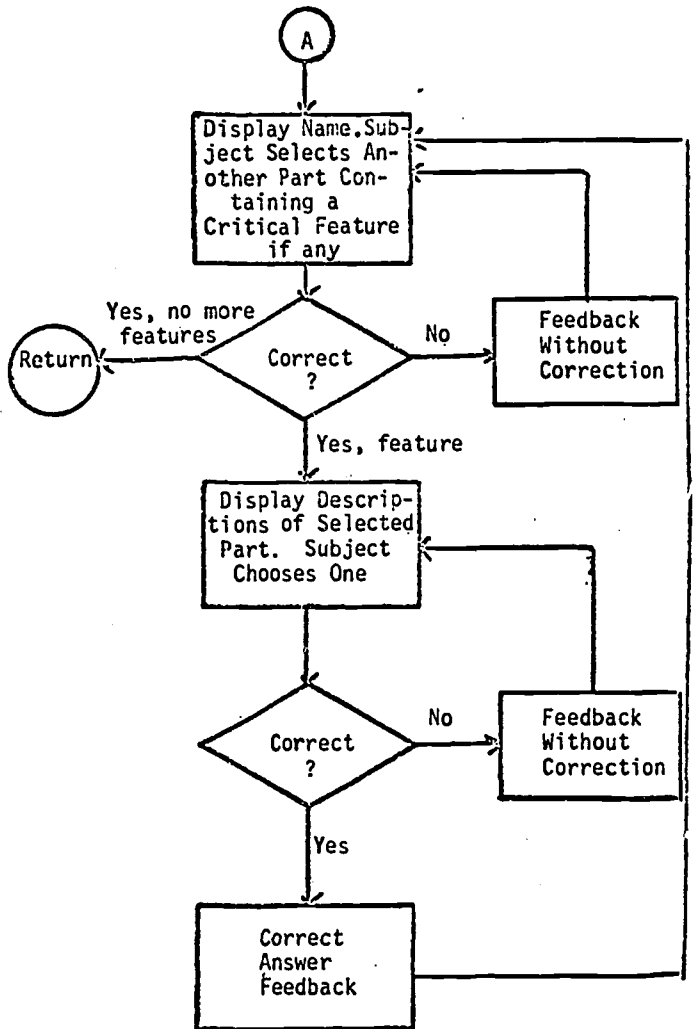 A
Display Name.Sub-
ject Selects An-
other Part Con-
taining a
Critical Feature
if any
Yes, no more
features
Return
Correct
?
No
Feedback
Without
Correction
Yes, feature
Display Descrip-
tions of Selected
Part. Subject
Chooses One
Correct
?
No
Feedback
Without
Correction
Yes
Correct
Answer
Feedback